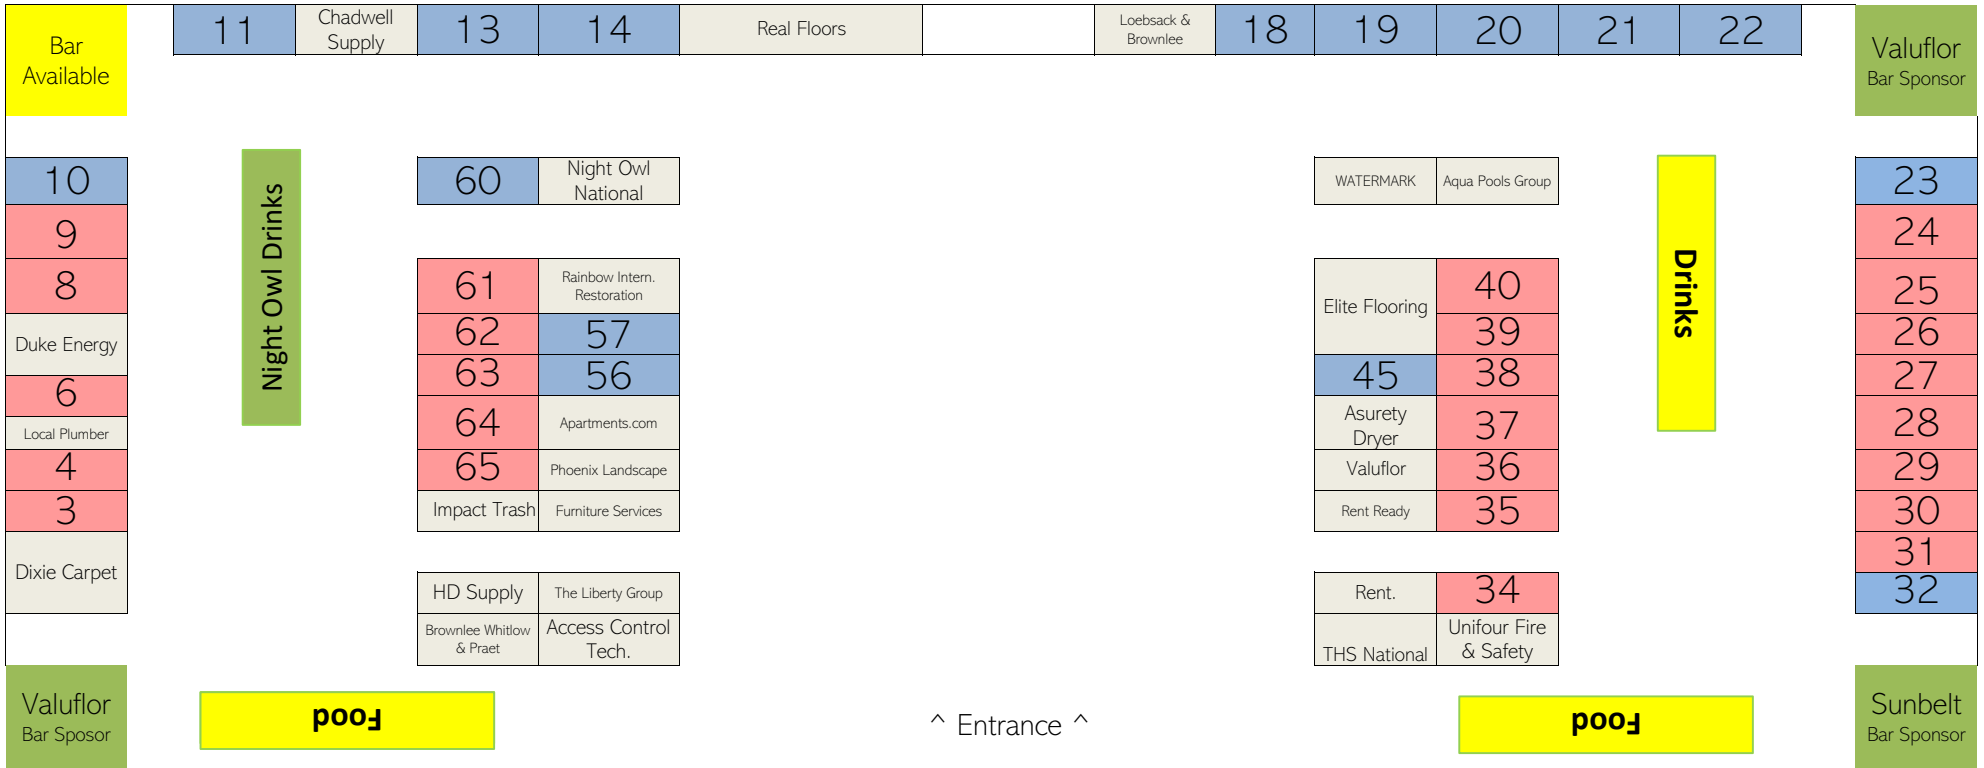 Bar
Available
11
Chadwell
Supply
13
14
Real Floors
Loebsack &
Brownlee
18
19
20
21
22
Valuflor
Bar Sponsor
10
9
8
Duke Energy
6
Local Plumber
4
3
Dixie Carpet
Night Owl Drinks
60
Night Owl
National
61
Rainbow Intern.
Restoration
62
57
63
56
64
Apartments.com
65
Phoenix Landscape
Impact Trash
Furniture Services
HD Supply
The Liberty Group
Brownlee Whitlow
& Praet
Access Control
Tech.
WATERMARK
Aqua Pools Group
Elite Flooring
40
39
45
38
Asurety
Dryer
37
Valuflor
36
Rent Ready
35
Rent.
34
THS National
Unifour Fire
& Safety
Drinks
23
24
25
26
27
28
29
30
31
32
Valuflor
Bar Sposor
Food
^ Entrance ^
Food
Sunbelt
Bar Sponsor